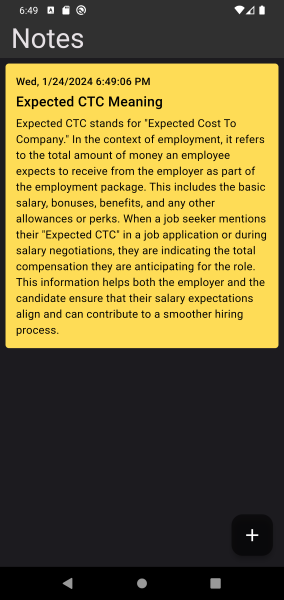 6:49
Notes
Wed, 1/24/2024 6:49:06 PM
Expected CTC Meaning
Expected CTC stands for "Expected Cost To
Company." In the context of employment, it refers
to the total amount of money an employee
expects to receive from the employer as part of
the employment package. This includes the basic
salary, bonuses, benefits, and any other
allowances or perks. When a job seeker mentions
their "Expected CTC" in a job application or during
salary negotiations, they are indicating the total
compensation they are anticipating for the role.
This information helps both the employer and the
candidate ensure that their salary expectations
align and can contribute to a smoother hiring
process.